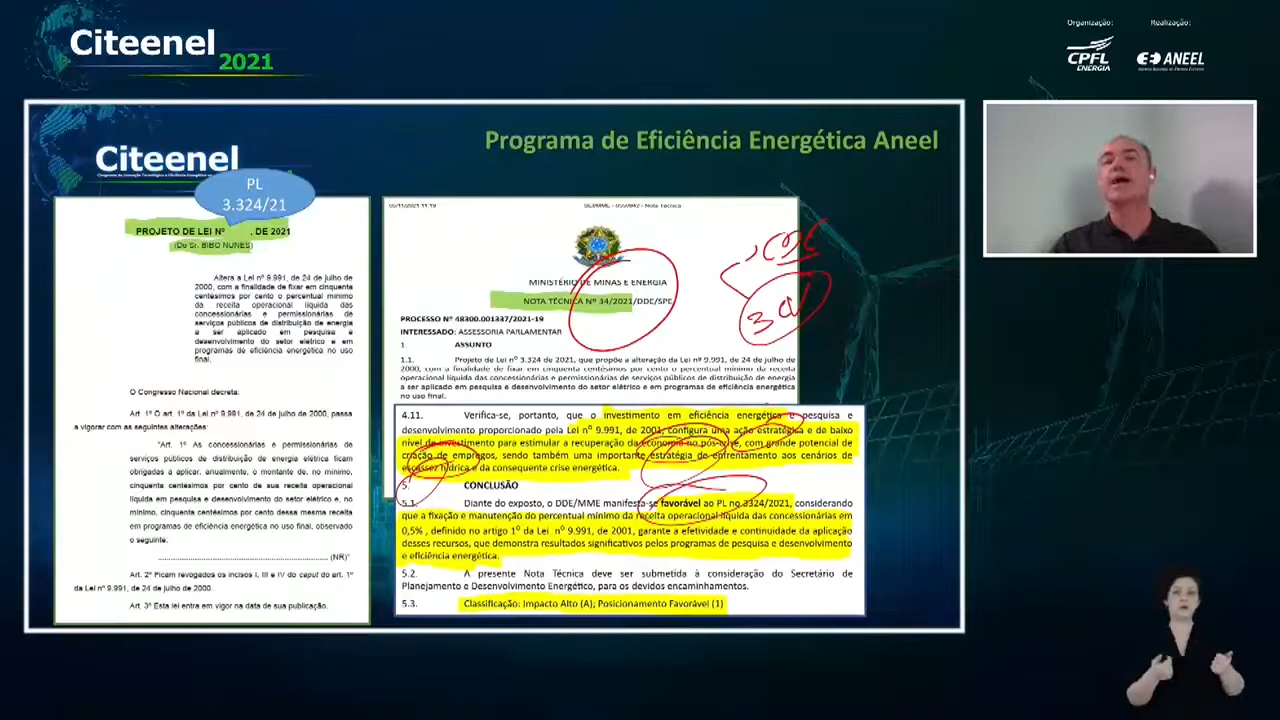 Citeenel
2021
Organização:
Realização:
CPFL
ENERGIA
ANEEL
Citeenel
Programa de Eficiência Energética Aneel
PL
3.324/21
PROJETO DE LEI Nº , DE 2021
(Do Sr. BIBO NUNES)
Altera a Lei nº 9.991, de 24 de julho de
2000, com a finalidade de fixar em cinquenta
centésimos por cento o percentual mínimo
da receita operacional líquida das
concessionárias e permissionárias de
serviços públicos de distribuição de energia
a ser aplicado em pesquisa e
desenvolvimento do setor elétrico e em
programas de eficiência energética no uso
final.
O Congresso Nacional decreta:
Art. 1º O art. 1º da Lei nº 9.991, de 24 de julho de 2000, passa
a vigorar com as seguintes alterações:
"Art. 1º As concessionárias e permissionárias de
serviços públicos de distribuição de energia elétrica ficam
obrigadas a aplicar, anualmente, o montante de, no mínimo,
cinquenta centésimos por cento de sua receita operacional
líquida em pesquisa e desenvolvimento do setor elétrico e, no
mínimo, cinquenta centésimos por cento dessa mesma receita
em programas de eficiência energética no uso final, observado
o seguinte:
(NR)"
Art. 2º Ficam revogados os incisos I, III e IV do caput do art. 1º
da Lei nº 9.991, de 24 de julho de 2000.
Art. 3º Esta lei entra em vigor na data de sua publicação.
05/11/2021 11:19
Nota Técnica
MINISTÉRIO DE MINAS E ENERGIA
NOTA TÉCNICA Nº 34/2021/DDE/SPE
PROCESSO Nº 48300.001337/2021-19
INTERESSADO: ASSESSORIA PARLAMENTAR
1. ASSUNTO
1.1. Projeto de Lei nº 3.324 de 2021, que propõe a alteração da Lei nº 9.991, de 24 de julho de
2000, com a finalidade de fixar em cinquenta centésimos por cento o percentual mínimo da receita
operacional líquida das concessionárias e permissionárias de serviços públicos de distribuição de energia
a ser aplicado em pesquisa e desenvolvimento do setor elétrico e em programas de eficiência energética
no uso final.
4.11. Verifica-se, portanto, que o investimento em eficiência energética e pesquisa e
desenvolvimento proporcionado pela Lei nº 9.991, de 2001, configura uma ação estratégica e de baixo
nível de investimento para estimular a recuperação da economia no pós-crise, com grande potencial de
criação de empregos, sendo também uma importante estratégia de enfrentamento aos cenários de
escassez hídrica e da consequente crise energética.
5. CONCLUSÃO
5.1. Diante do exposto, o DDE/MME manifesta-se favorável ao PL no 3324/2021, considerando
que a fixação e manutenção do percentual mínimo da receita operacional líquida das concessionárias em
0,5% , definido no artigo 1º da Lei nº 9.991, de 2001, garante a efetividade e continuidade da aplicação
desses recursos, que demonstra resultados significativos pelos programas de pesquisa e desenvolvimento
e eficiência energética.
5.2. A presente Nota Técnica deve ser submetida à consideração do Secretário de
Planejamento e Desenvolvimento Energético, para os devidos encaminhamentos.
5.3. Classificação: Impacto Alto (A); Posicionamento Favorável (1)